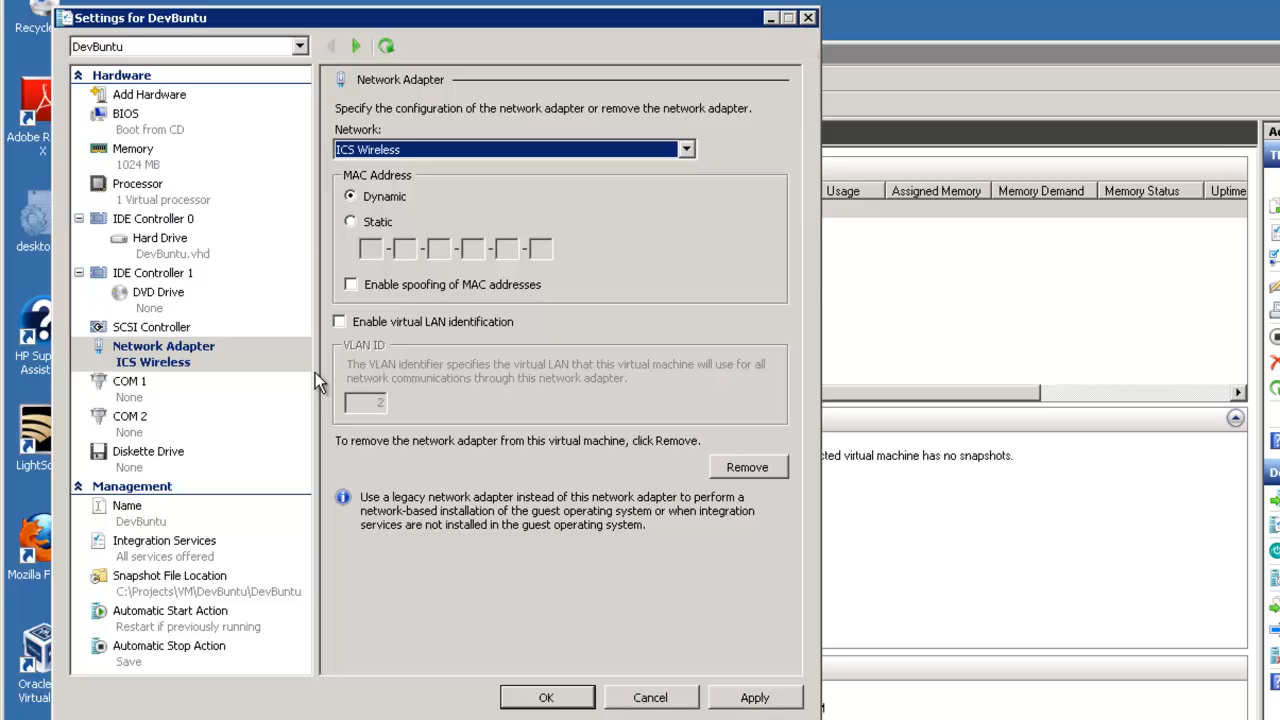 Recycle
Settings for DevBuntu
DevBuntu
Hardware
Add Hardware
BIOS
Boot from CD
Memory
1024 MB
Processor
1 Virtual processor
IDE Controller 0
Hard Drive
DevBuntu.vhd
IDE Controller 1
DVD Drive
None
SCSI Controller
Network Adapter
ICS Wireless
COM 1
None
COM 2
None
Diskette Drive
None
Management
Name
DevBuntu
Integration Services
All services offered
Snapshot File Location
C:\Projects\VM\DevBuntu\DevBuntu
Automatic Start Action
Restart if previously running
Automatic Stop Action
Save
Network Adapter
Specify the configuration of the network adapter or remove the network adapter.
Network:
ICS Wireless
MAC Address
Dynamic
Static
- - - - -
Enable spoofing of MAC addresses
Enable virtual LAN identification
VLAN ID
The VLAN identifier specifies the virtual LAN that this virtual machine will use for all
network communications through this network adapter.
2
To remove the network adapter from this virtual machine, click Remove.
Remove
Use a legacy network adapter instead of this network adapter to perform a
network-based installation of the guest operating system or when integration
services are not installed in the guest operating system.
OK Cancel Apply
Adobe R
X
deskto
HP Sup
Assist
LightSc
Mozilla F
Oracle
Virtual
Usage Assigned Memory Memory Demand Memory Status Uptime
cted virtual machine has no snapshots.